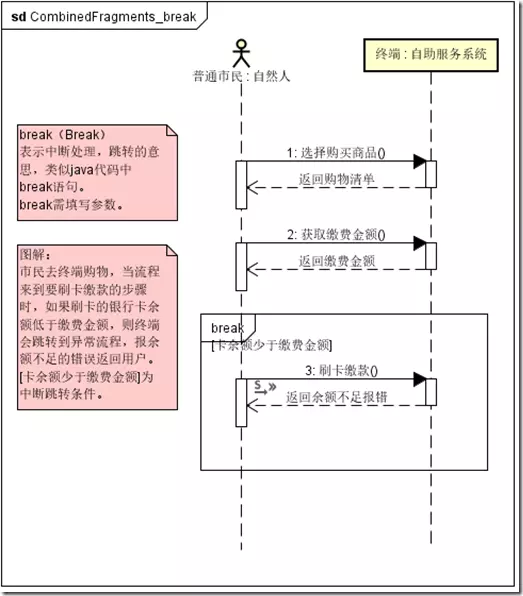 sd CombinedFragments_break
普通市民 : 自然人
终端 : 自助服务系统
break（Break）
表示中断处理，跳转的意
思，类似java代码中
break语句。
break需填写参数。
1: 选择购买商品()
返回购物清单
2: 获取缴费金额()
返回缴费金额
图解：
市民去终端购物，当流程
来到要刷卡缴款的步骤
时，如果刷卡的银行卡余
额低于缴费金额，则终端
会跳转到异常流程，报余
额不足的错误返回用户。
[卡余额少于缴费金额]为
中断跳转条件。
break
[卡余额少于缴费金额]
3: 刷卡缴款()
S
返回余额不足报错